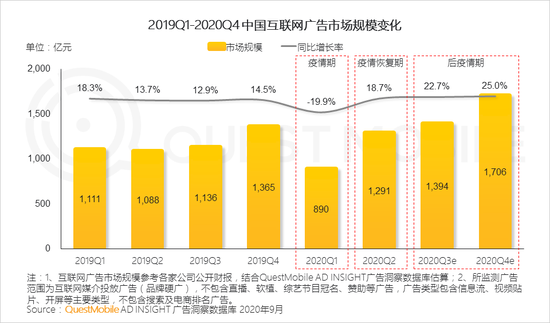 2019Q1-2020Q4 中国互联网广告市场规模变化
单位：亿元
市场规模 同比增长率
疫情期 疫情恢复期 后疫情期
2,000
1,500
1,000
500
0
18.3% 13.7% 12.9% 14.5% -19.9% 18.7% 22.7% 25.0%
1,111 1,088 1,136 1,365 890 1,291 1,394 1,706
2019Q1 2019Q2 2019Q3 2019Q4 2020Q1 2020Q2 2020Q3e 2020Q4e
QUEST MOBILE
注：1、互联网广告市场规模参考各家公司公开财报，结合QuestMobile AD INSIGHT广告洞察数据库估算；2、所监测广告
范围为互联网媒介投放广告（品牌硬广），不包含直播、软植、综艺节目冠名、赞助等广告，广告类型包含信息流、视频贴
片、开屏等主要类型，不包含搜索及电商排名广告。
Source：QuestMobile AD INSIGHT 广告洞察数据库 2020年9月